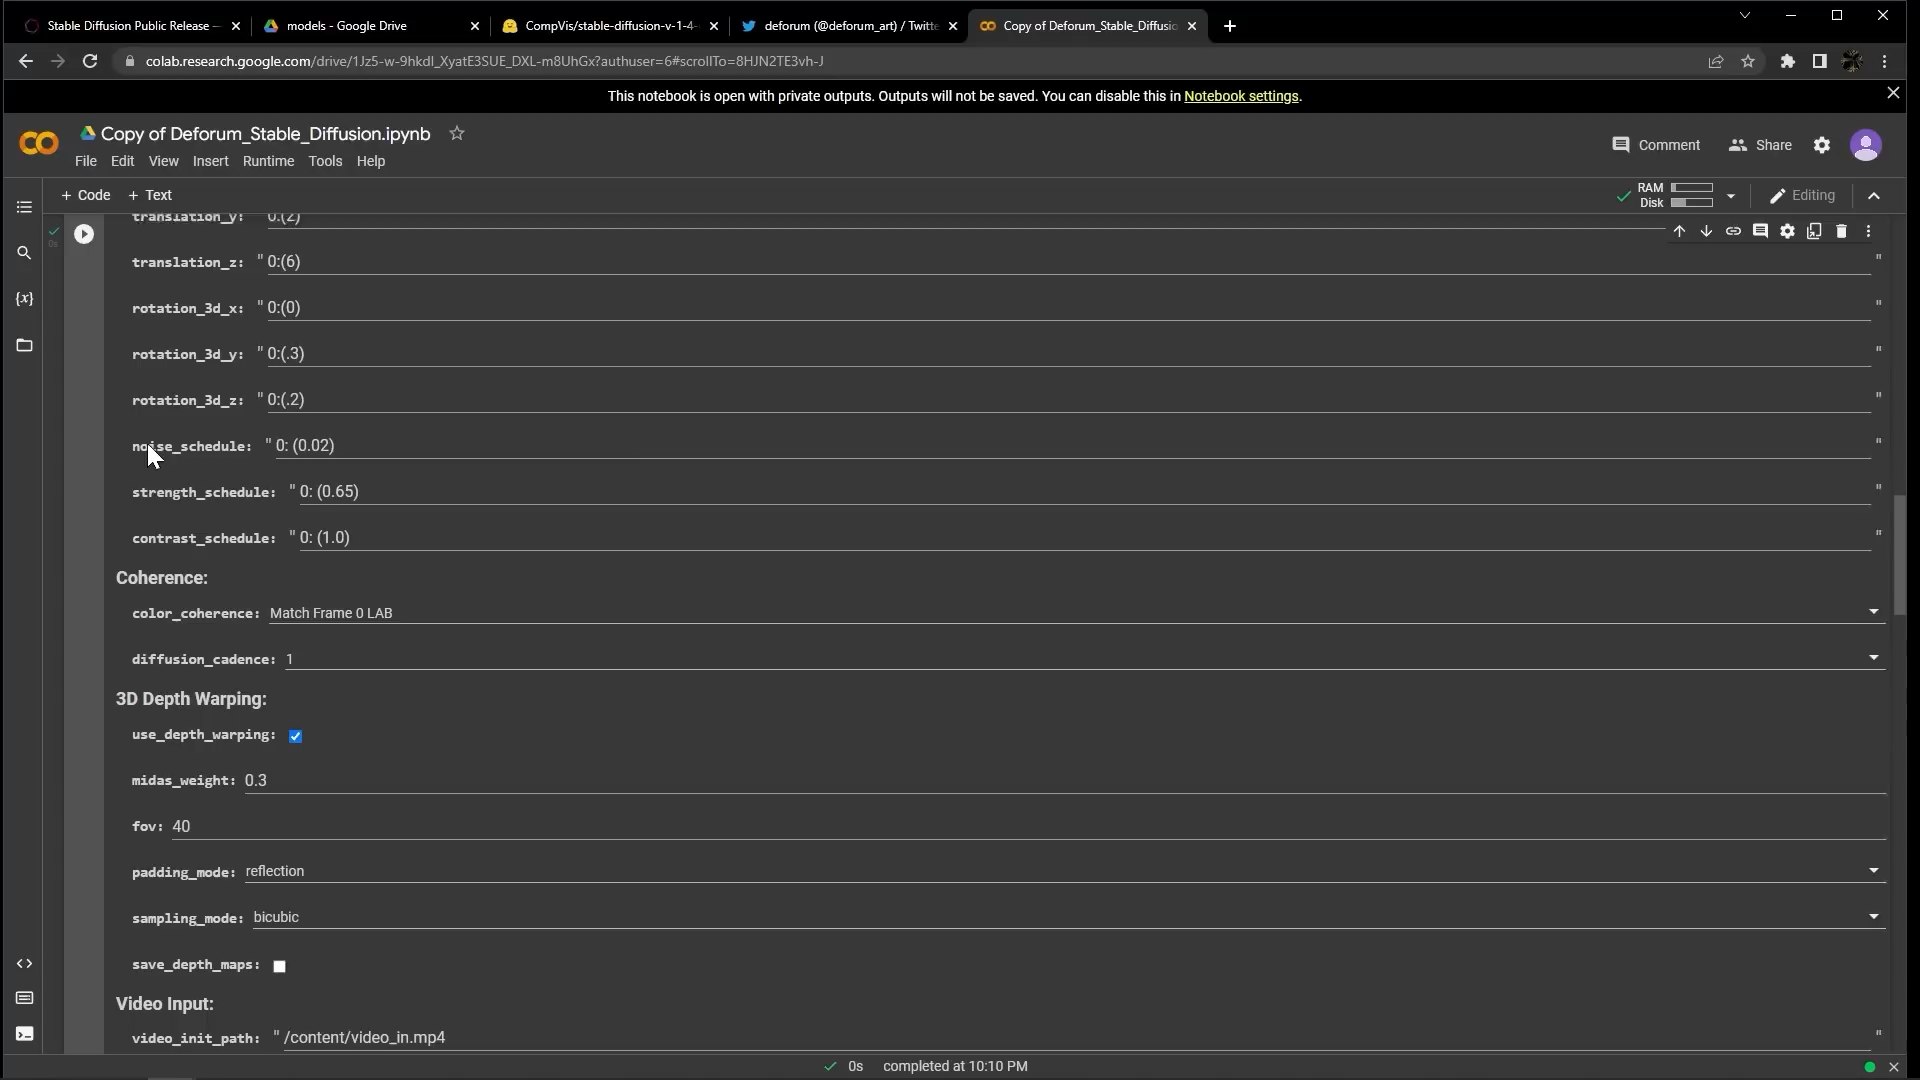 Stable Diffusion Public Release —
models - Google Drive
CompVis/stable-diffusion-v-1-4-
deforum (@deforum_art) / Twitte
Copy of Deforum_Stable_Diffusio
colab.research.google.com/drive/1Jz5-w-9hkdI_XyatE3SUE_DXL-m8UhGx?authuser=6#scrollTo=8HJN2TE3vh-J
This notebook is open with private outputs. Outputs will not be saved. You can disable this in Notebook settings.
Copy of Deforum_Stable_Diffusion.ipynb
Comment
Share
File Edit View Insert Runtime Tools Help
+ Code + Text
RAM
Disk
Editing
translation_y: " 0:(2)
0s
translation_z: " 0:(6) "
{x}
rotation_3d_x: " 0:(0) "
rotation_3d_y: " 0:(.3) "
rotation_3d_z: " 0:(.2) "
noise_schedule: " 0: (0.02) "
strength_schedule: " 0: (0.65) "
contrast_schedule: " 0: (1.0) "
Coherence:
color_coherence: Match Frame 0 LAB
diffusion_cadence: 1
3D Depth Warping:
use_depth_warping:
midas_weight: 0.3
fov: 40
padding_mode: reflection
sampling_mode: bicubic
save_depth_maps:
Video Input:
video_init_path: " /content/video_in.mp4 "
0s completed at 10:10 PM